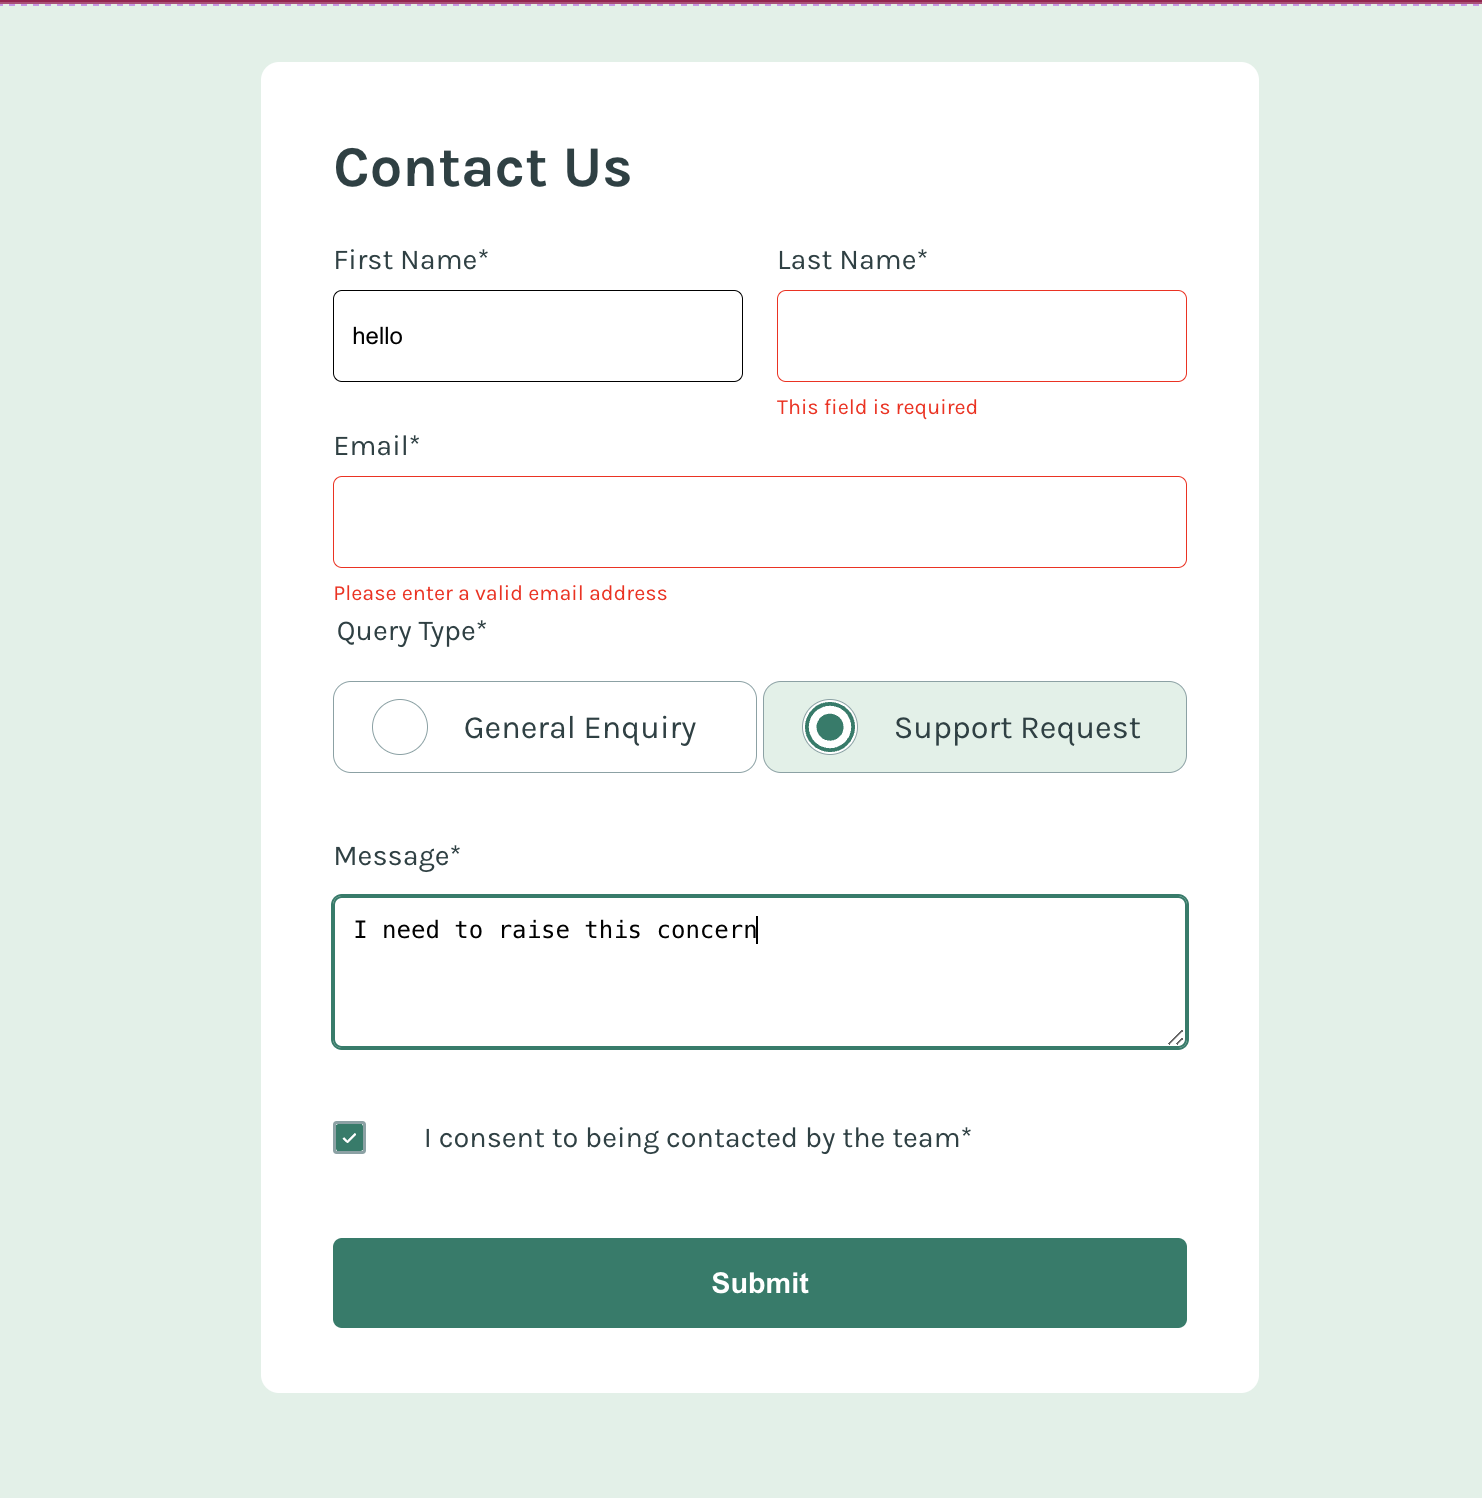 Contact Us
First Name* Last Name*
hello
This field is required
Email*
Please enter a valid email address
Query Type*
General Enquiry Support Request
Message*
I need to raise this concern
I consent to being contacted by the team*
Submit